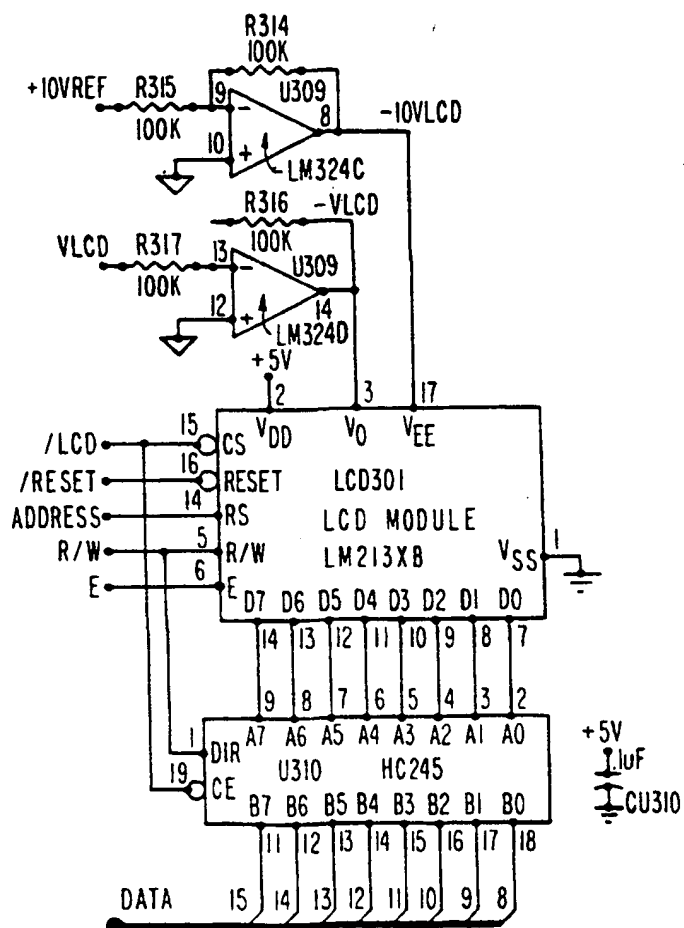 R314
100K
+10VREF R315 9 - U309
100K
8 -10VLCD
10 +
LM324C
R316 -VLCD
100K
VLCD R317 13 - U309
100K
12 + 14
LM324D
+5V
2 3 17
VDD VO VEE
/LCD 15 CS
/RESET 16 RESET LCD301
ADDRESS 14 RS LCD MODULE
R/W 5 R/W LM213XB VSS 1
E 6 E
D7 D6 D5 D4 D3 D2 D1 D0
14 13 12 11 10 9 8 7
9 8 7 6 5 4 3 2
A7 A6 A5 A4 A3 A2 A1 A0
1 DIR U310 HC245
19 CE
+5V
.1uF
CU310
B7 B6 B5 B4 B3 B2 B1 B0
11 12 13 14 15 16 17 18
DATA 15 14 13 12 11 10 9 8